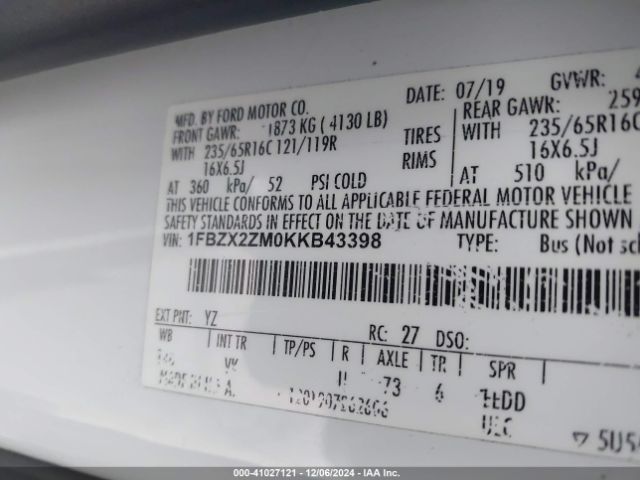 MFD. BY FORD MOTOR CO. DATE: 07/19 GVWR:
FRONT GAWR: 1873 KG ( 4130 LB) REAR GAWR: 259
WITH 235/65R16C 121/119R TIRES WITH 235/65R16C
16X6.5J RIMS 16X6.5J
AT 360 kPa/ 52 PSI COLD AT 510 kPa/
THIS VEHICLE CONFORMS TO ALL APPLICABLE FEDERAL MOTOR VEHICLE
SAFETY STANDARDS IN EFFECT ON THE DATE OF MANUFACTURE SHOWN
VIN: 1FBZX2ZM0KKB43398 TYPE: Bus (Not
EXT PNT: YZ RC: 27 DSO:
WB INT TR TP/PS R AXLE TR SPR
73 6
000-41027121 - 12/06/2024 - IAA Inc.